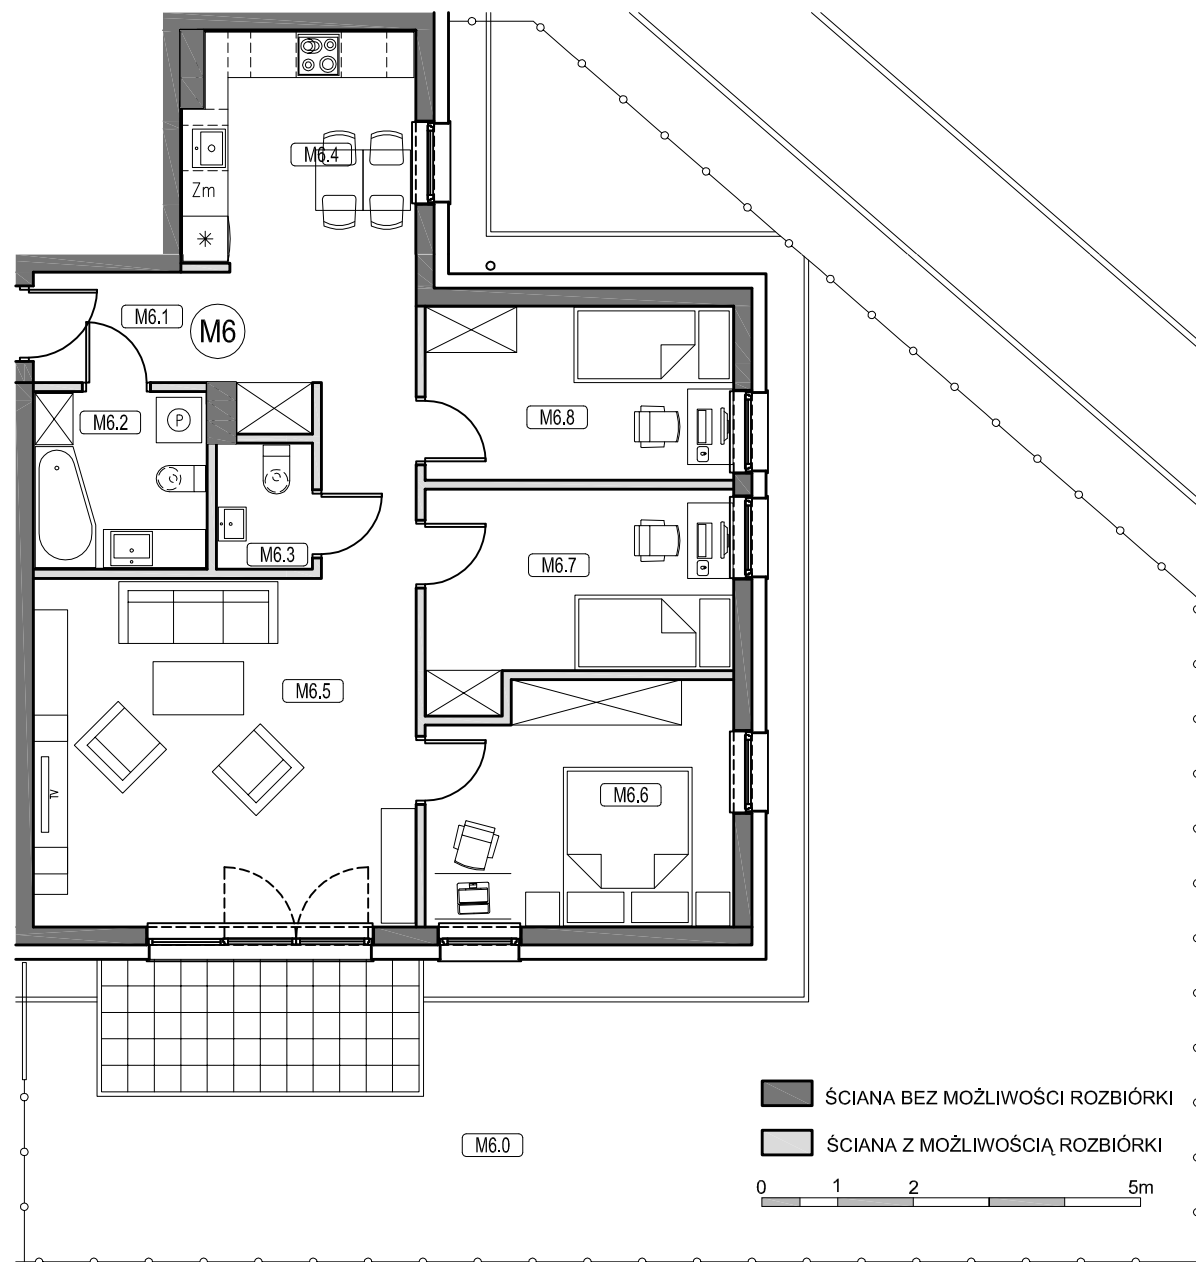 M6.4
Zm
M6.1
M6
M6.2
P
M6.8
M6.3
M6.7
M6.5
TV
M6.6
ŚCIANA BEZ MOŻLIWOŚCI ROZBIÓRKI
ŚCIANA Z MOŻLIWOŚCIĄ ROZBIÓRKI
M6.0
0 1 2 5m